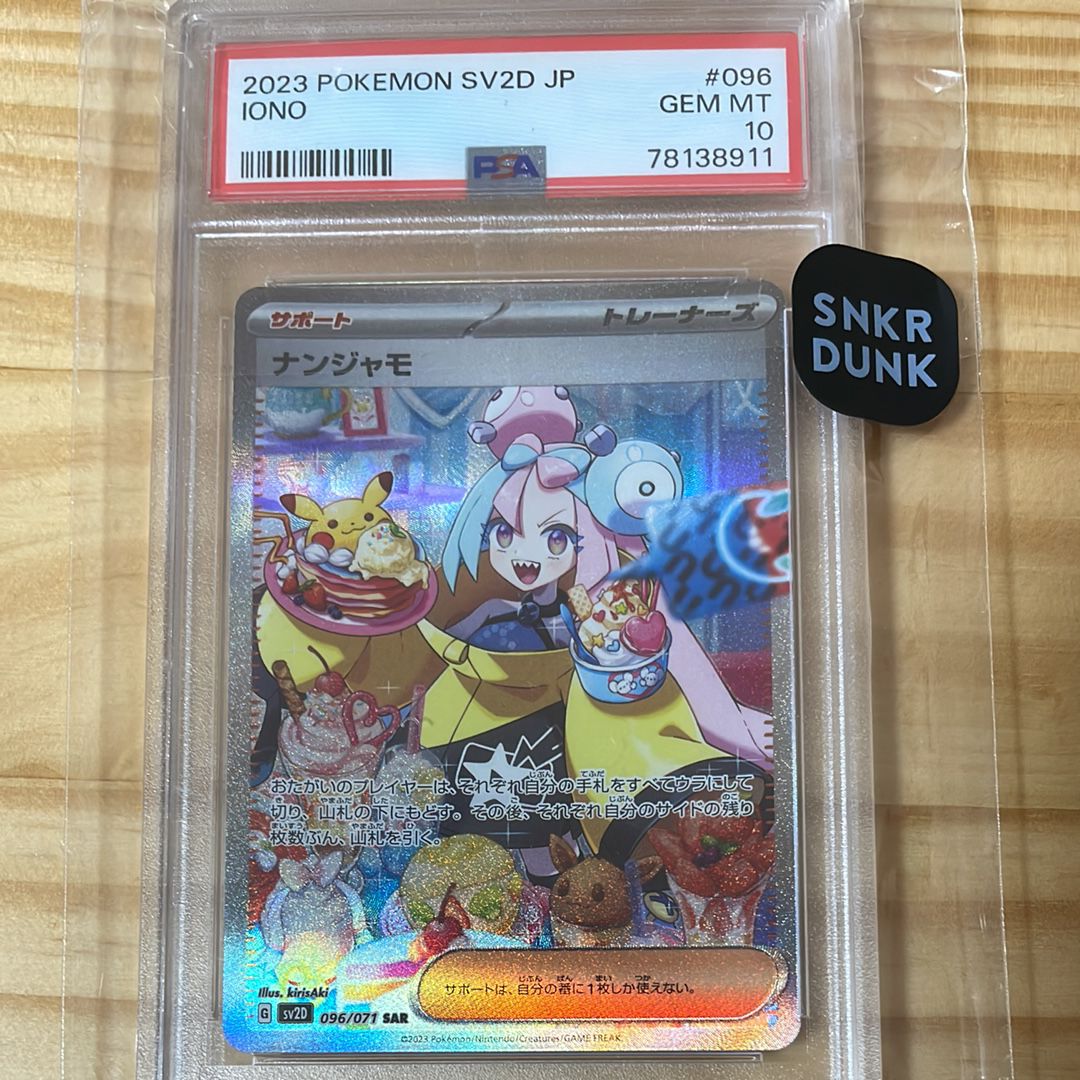 2023 POKEMON SV2D JP #096
IONO GEM MT
10
PSA 78138911
SNKR
DUNK
サポート トレーナーズ
ナンジャモ
おたがいのプレイヤーは、それぞれ自分の手札をすべてウラにして
切り、山札の下にもどす。その後、それぞれ自分のサイドの残り
枚数ぶん、山札を引く。
サポートは、自分の番に1枚しか使えない。
Illus. kirisAki
G SV2D 096/071 SAR
©2023 Pokémon/Nintendo/Creatures/GAME FREAK.